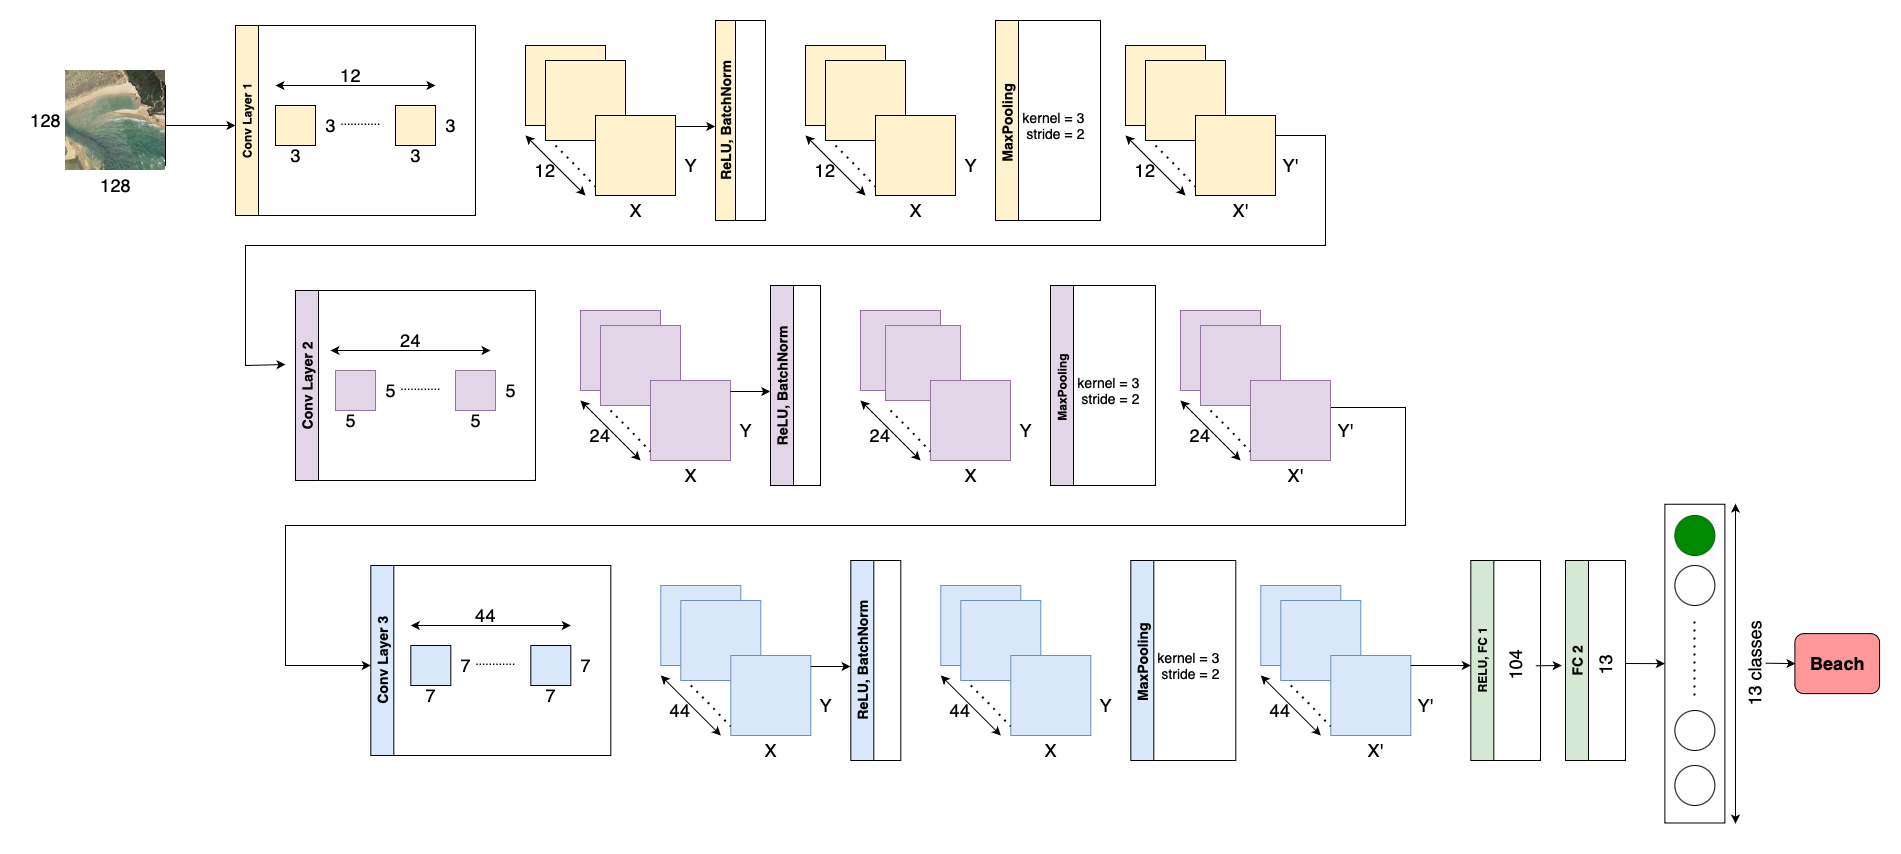 128
128
Conv Layer 1
12
3
3
3
3
12
Y
X
ReLU, BatchNorm
12
Y
X
MaxPooling
kernel = 3
stride = 2
12
Y'
X'
Conv Layer 2
24
5
5
5
5
24
Y
X
ReLU, BatchNorm
24
Y
X
MaxPooling
kernel = 3
stride = 2
24
Y'
X'
Conv Layer 3
44
7
7
7
7
44
Y
X
ReLU, BatchNorm
44
Y
X
MaxPooling
kernel = 3
stride = 2
44
Y'
X'
RELU, FC 1
104
FC 2
13
13 classes
Beach